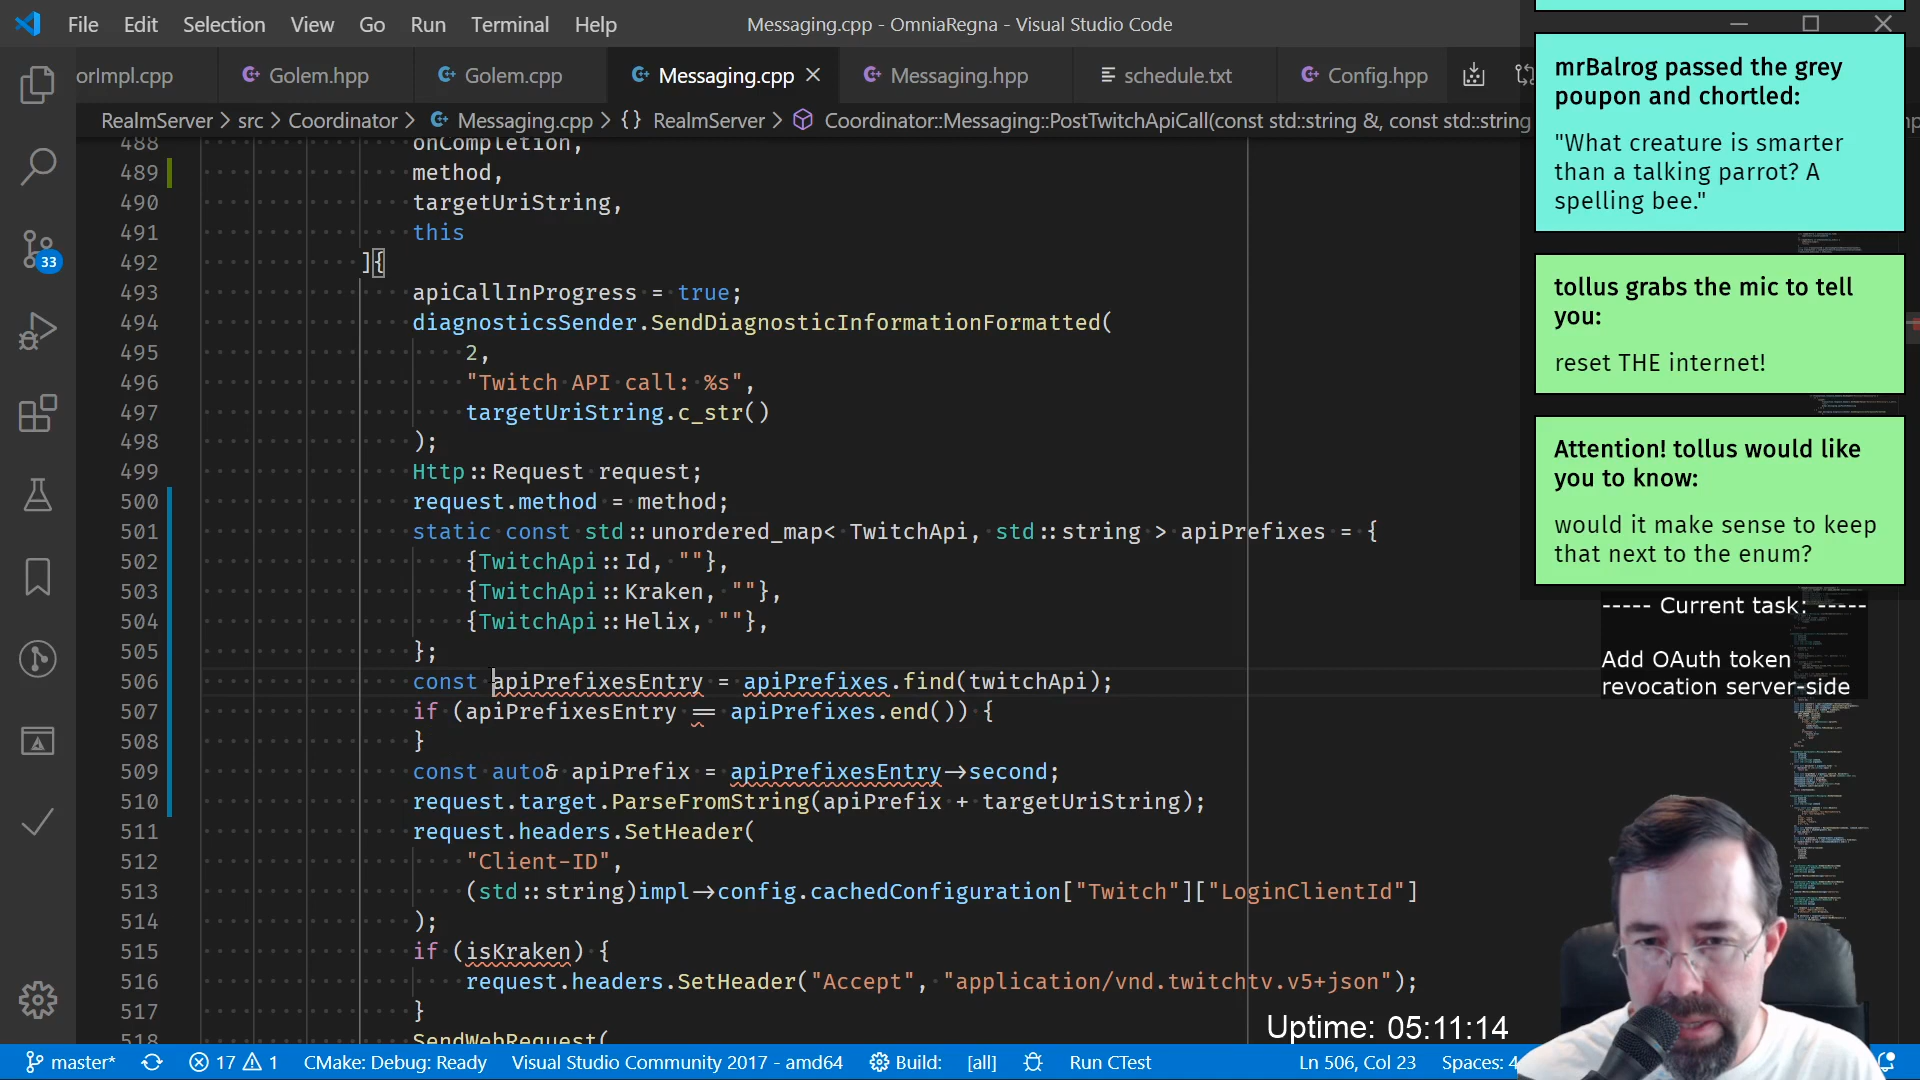 File Edit Selection View Go Run Terminal Help
Messaging.cpp - OmniaRegna - Visual Studio Code
orImpl.cpp Golem.hpp Golem.cpp Messaging.cpp Messaging.hpp schedule.txt Config.hpp
RealmServer > src > Coordinator > Messaging.cpp > {} RealmServer > Coordinator::Messaging::PostTwitchApiCall(const std::string &, const std::string
488 onCompletion,
489 method,
490 targetUriString,
491 this
492 ]{
493 apiCallInProgress = true;
494 diagnosticsSender.SendDiagnosticInformationFormatted(
495 2,
496 "Twitch API call: %s",
497 targetUriString.c_str()
498 );
499 Http::Request request;
500 request.method = method;
501 static const std::unordered_map< TwitchApi, std::string > apiPrefixes = {
502 {TwitchApi::Id, ""},
503 {TwitchApi::Kraken, ""},
504 {TwitchApi::Helix, ""},
505 };
506 const apiPrefixesEntry = apiPrefixes.find(twitchApi);
507 if (apiPrefixesEntry == apiPrefixes.end()) {
508 }
509 const auto& apiPrefix = apiPrefixesEntry->second;
510 request.target.ParseFromString(apiPrefix + targetUriString);
511 request.headers.SetHeader(
512 "Client-ID",
513 (std::string)impl->config.cachedConfiguration["Twitch"]["LoginClientId"]
514 );
515 if (isKraken) {
516 request.headers.SetHeader("Accept", "application/vnd.twitchtv.v5+json");
517 }
518 SendWebRequest(
33
mrBalrog passed the grey
poupon and chortled:
"What creature is smarter
than a talking parrot? A
spelling bee."
tollus grabs the mic to tell
you:
reset THE internet!
Attention! tollus would like
you to know:
would it make sense to keep
that next to the enum?
----- Current task: -----
Add OAuth token
revocation server-side
Uptime: 05:11:14
master* 17 1 CMake: Debug: Ready Visual Studio Community 2017 - amd64 Build: [all] Run CTest Ln 506, Col 23 Spaces: 4